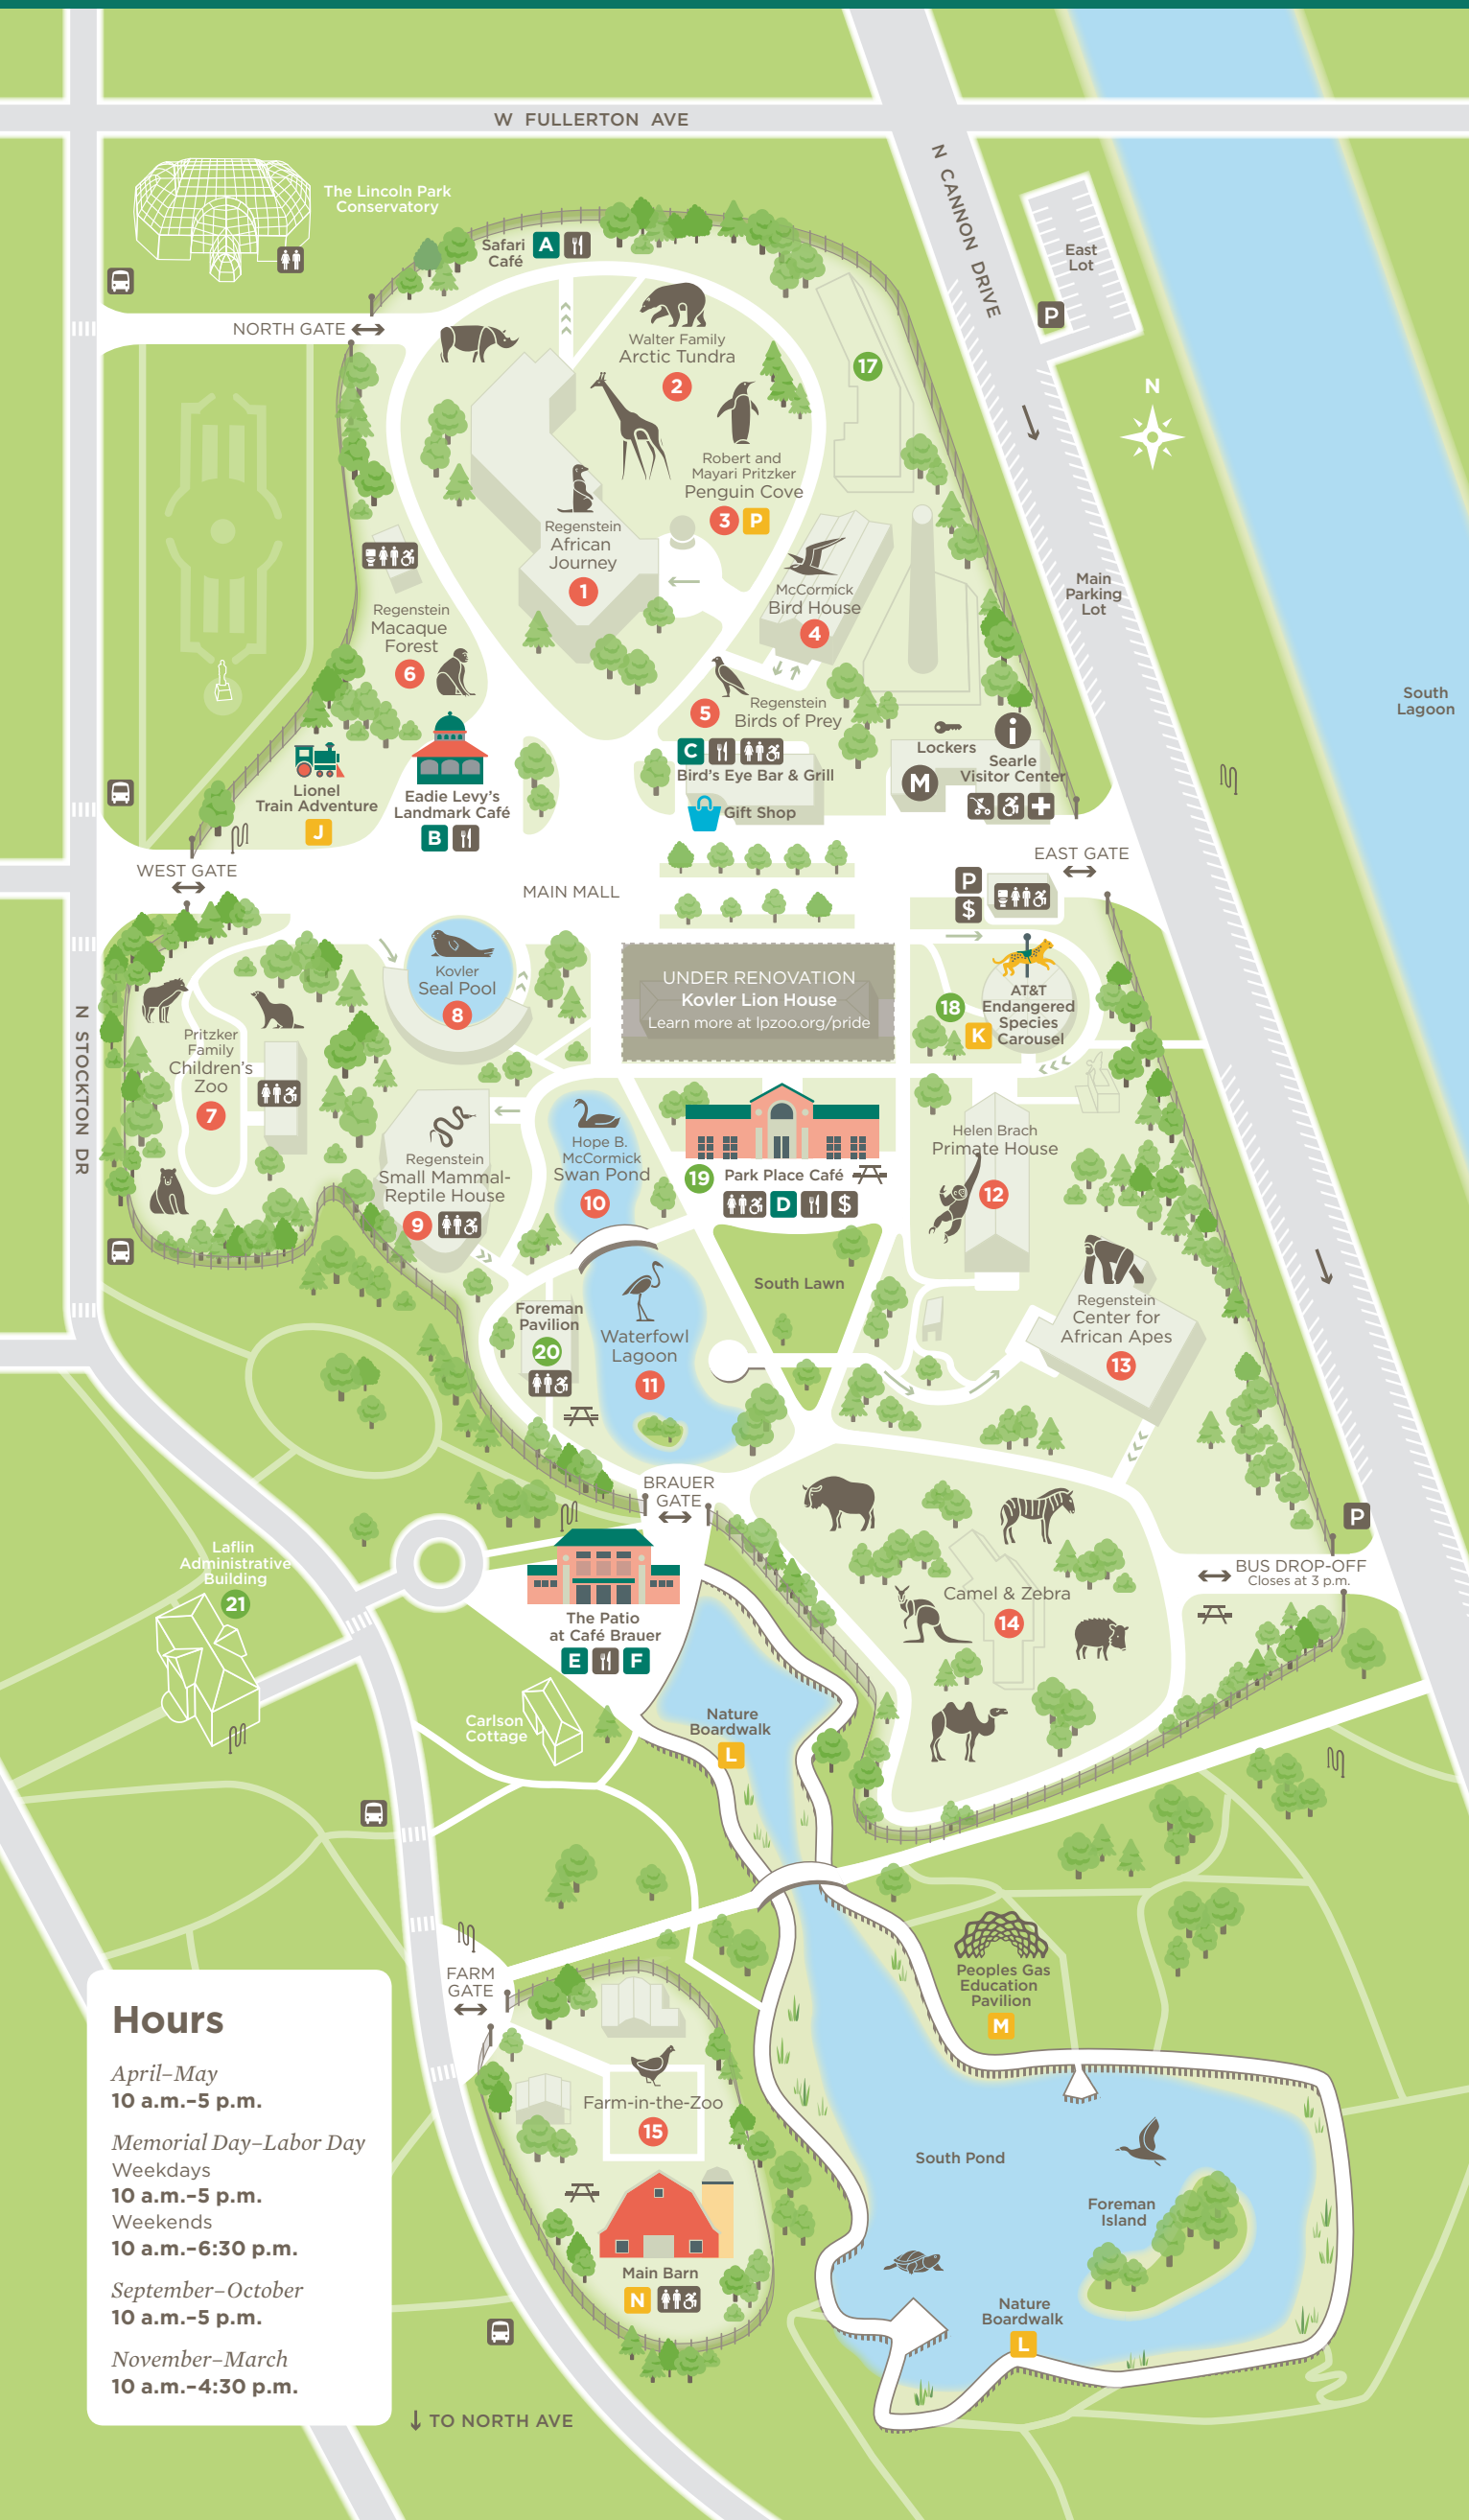 W FULLERTON AVE
N CANNON DRIVE
The Lincoln Park
Conservatory
Safari
Café
A
East
Lot
P
NORTH GATE
Walter Family
Arctic Tundra
2
17
N
Robert and
Mayari Pritzker
Penguin Cove
3 P
Regenstein
African
Journey
1
McCormick
Bird House
4
Main
Parking
Lot
Regenstein
Macaque
Forest
6
South
Lagoon
5
Regenstein
Birds of Prey
C
Bird's Eye Bar & Grill
Gift Shop
Lockers
i
M
Searle
Visitor Center
Lionel
Train Adventure
J
Eadie Levy's
Landmark Café
B
WEST GATE
EAST GATE
MAIN MALL
P
$
Kovler
Seal Pool
8
UNDER RENOVATION
Kovler Lion House
Learn more at lpzoo.org/pride
18
K
AT&T
Endangered
Species
Carousel
N STOCKTON DR
Pritzker
Family
Children's
Zoo
7
Regenstein
Small Mammal-
Reptile House
9
Hope B.
McCormick
Swan Pond
10
19
Park Place Café
D $
Helen Brach
Primate House
12
South Lawn
Regenstein
Center for
African Apes
13
Foreman
Pavilion
20
Waterfowl
Lagoon
11
BRAUER
GATE
P
BUS DROP-OFF
Closes at 3 p.m.
Laflin
Administrative
Building
21
The Patio
at Café Brauer
E F
Camel & Zebra
14
Carlson
Cottage
Nature
Boardwalk
L
FARM
GATE
Peoples Gas
Education
Pavilion
M
Farm-in-the-Zoo
15
South Pond
Foreman
Island
Main Barn
N
Nature
Boardwalk
L
Hours
April–May
10 a.m.–5 p.m.
Memorial Day–Labor Day
Weekdays
10 a.m.–5 p.m.
Weekends
10 a.m.–6:30 p.m.
September–October
10 a.m.–5 p.m.
November–March
10 a.m.–4:30 p.m.
TO NORTH AVE